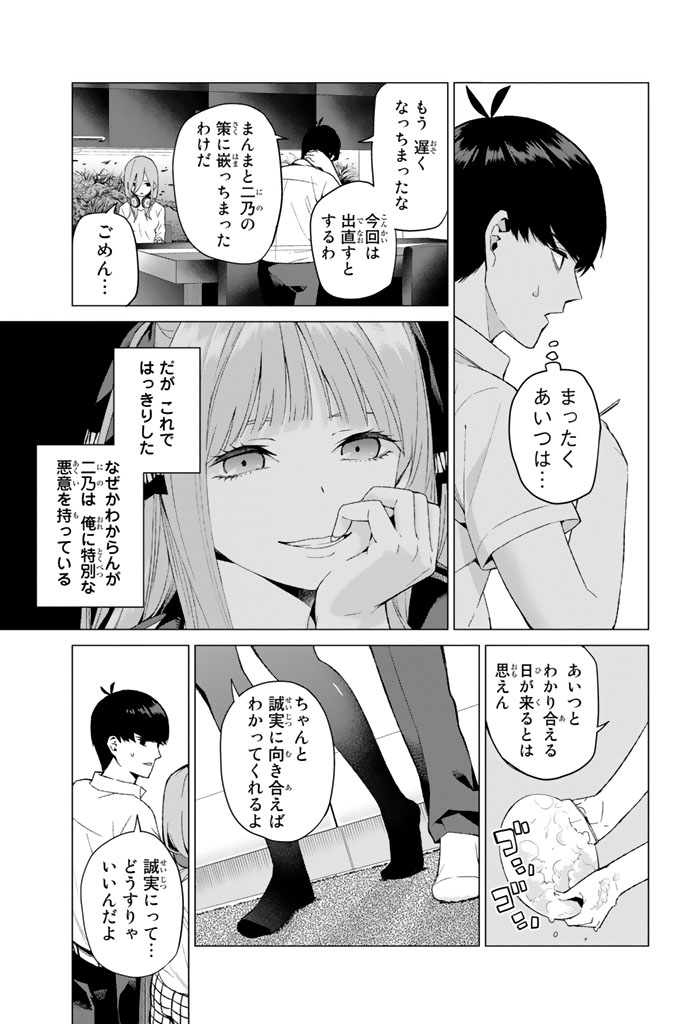 まったく
あいつは…
もう 遅く
なっちまったな
今回は
出直すと
するわ
まんまと二乃の
策に嵌っちまった
わけだ
ごめん…
だが これで
はっきりした
なぜかわからんが
二乃は 俺に特別な
悪意を持っている
あいつと
わかり合える
日が来るとは
思えん
ゴシ
ゴシ
ちゃんと
誠実に向き合えば
わかってくれるよ
誠実にって…
どうすりゃ
いいんだよ